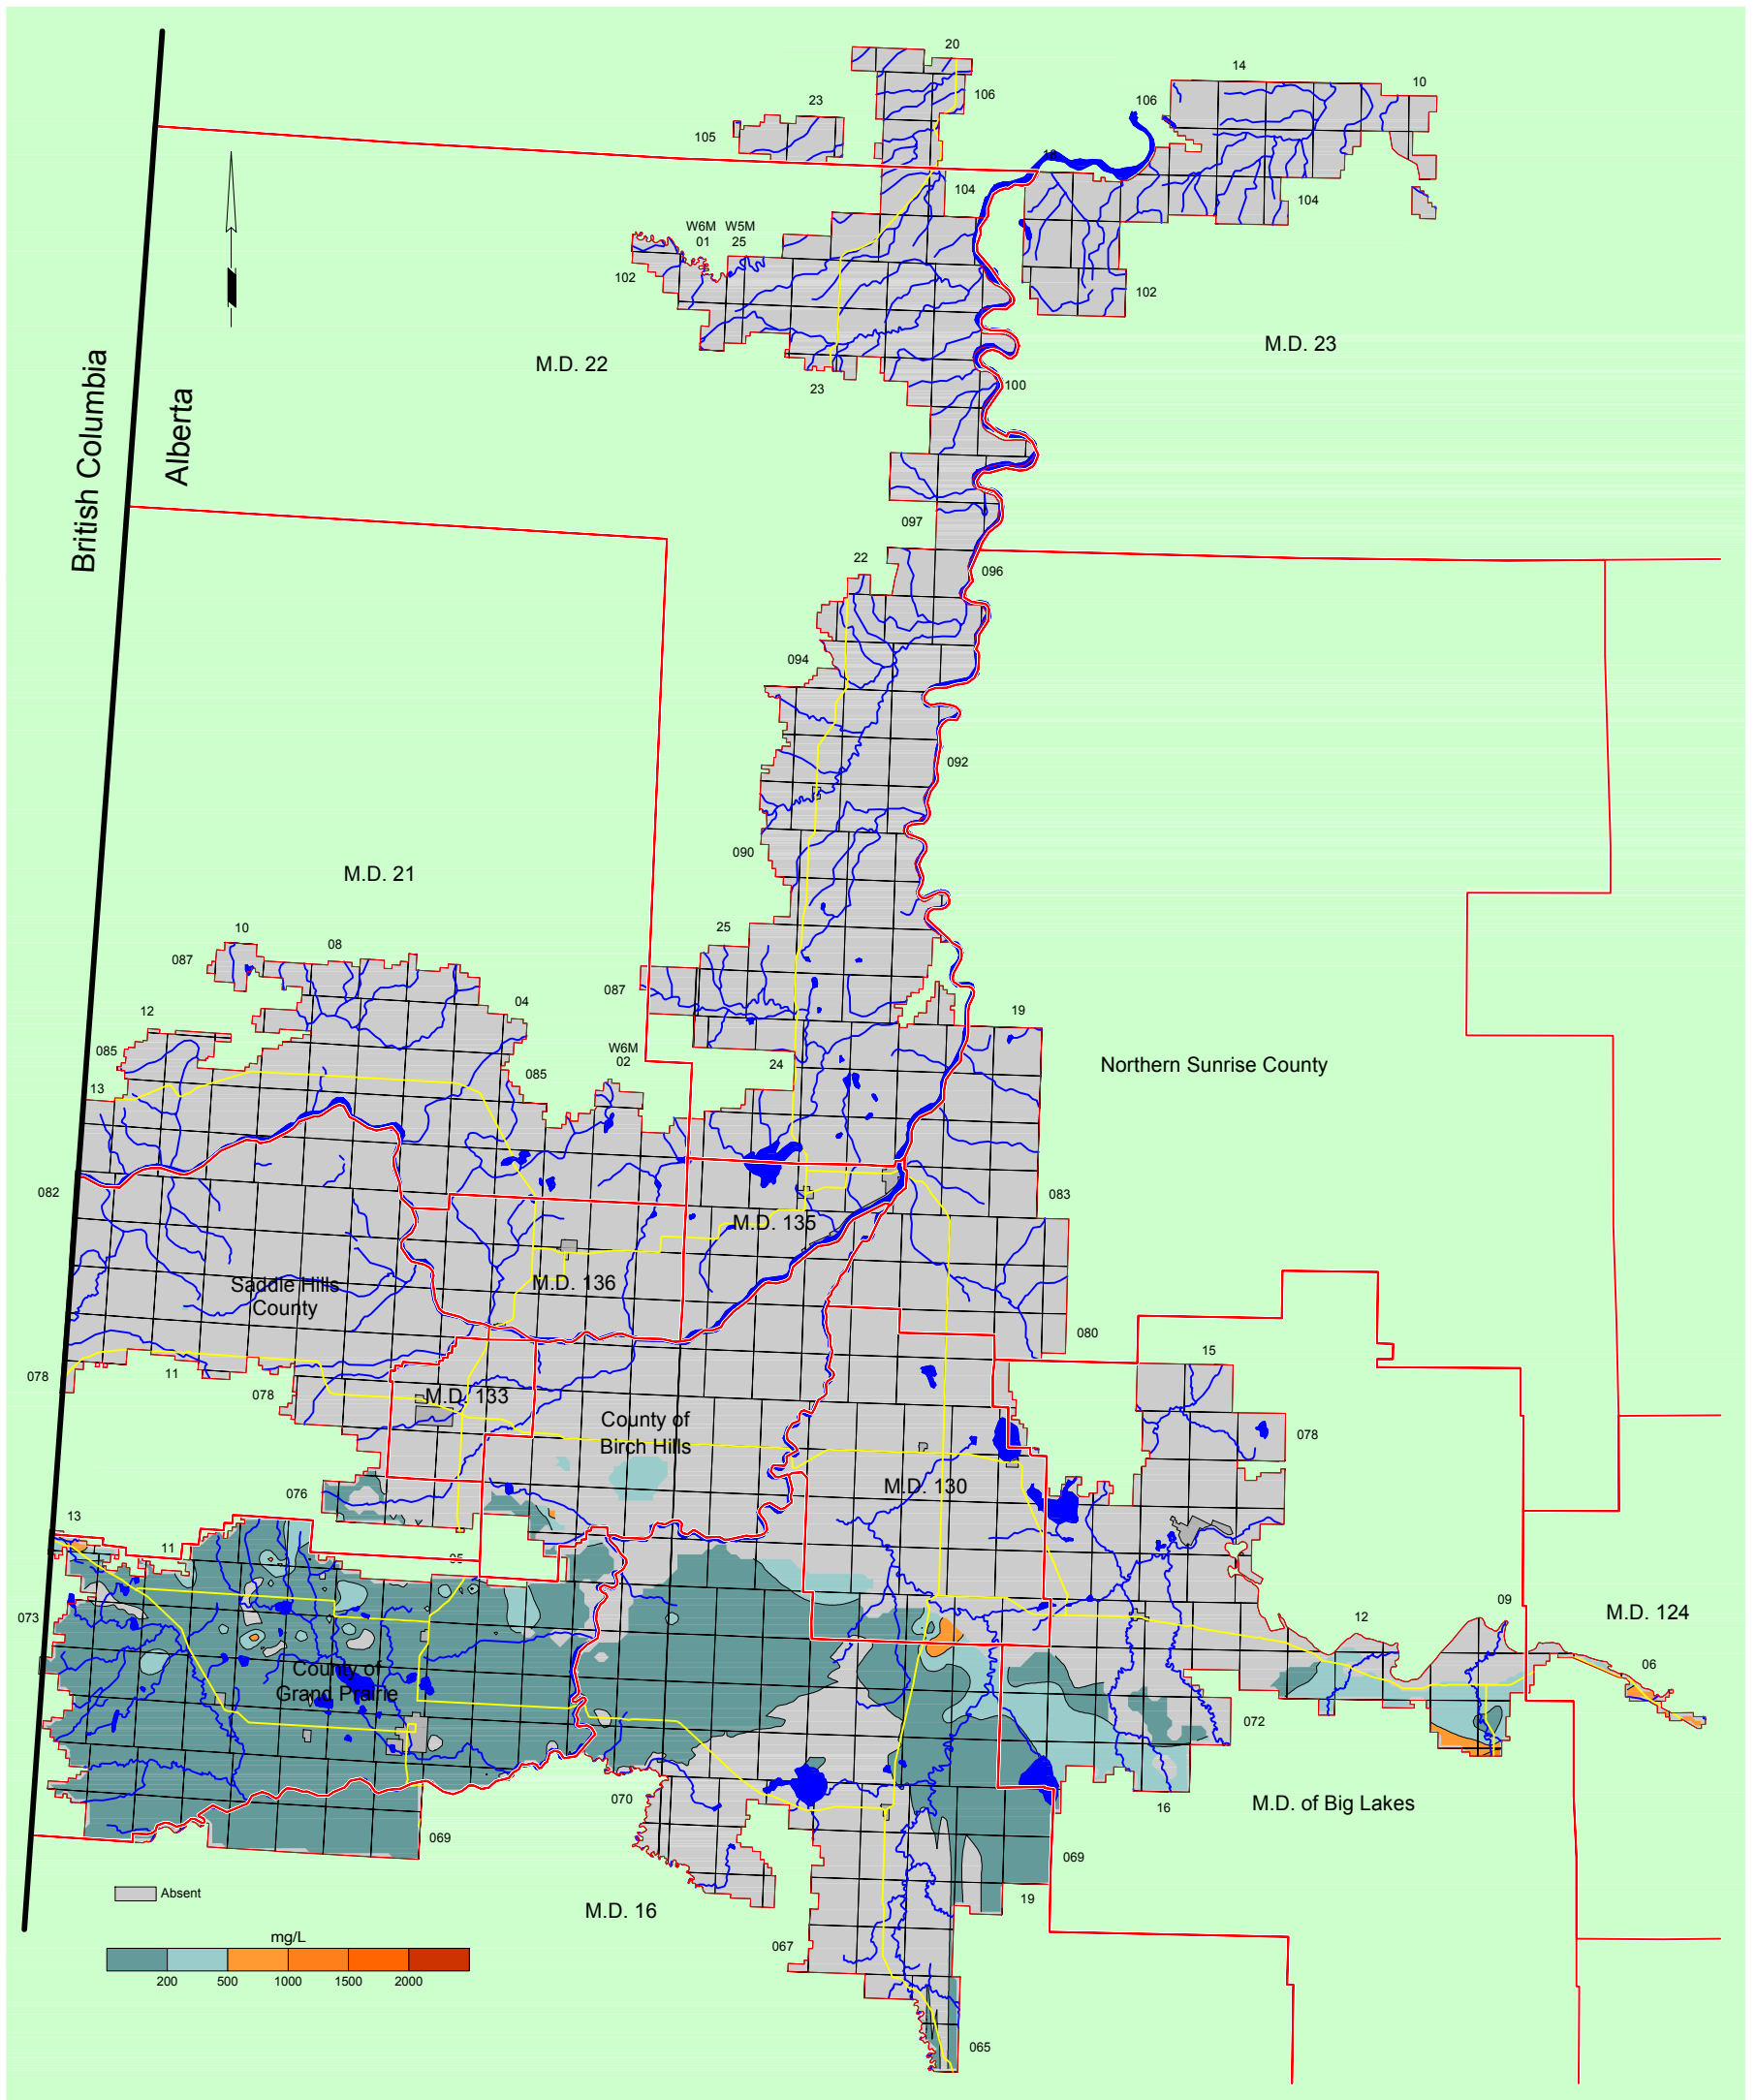 20
14
10
106
106
23
105
18
104
104
W6M W5M
01 25
102
102
M.D. 23
M.D. 22
23
100
British Columbia
Alberta
097
22
096
094
092
090
M.D. 21
25
10
08
087
087
04
19
12
W6M
02
24
085
085
13
Northern Sunrise County
082
083
M.D. 135
M.D. 136
Saddle Hills
County
080
15
078
11
078
M.D. 133
County of
Birch Hills
078
M.D. 130
076
13
11
05
09
12
M.D. 124
073
06
County of
Grand Prairie
072
070
16
M.D. of Big Lakes
069
069
Absent
19
M.D. 16
mg/L
067
200 500 1000 1500 2000
065